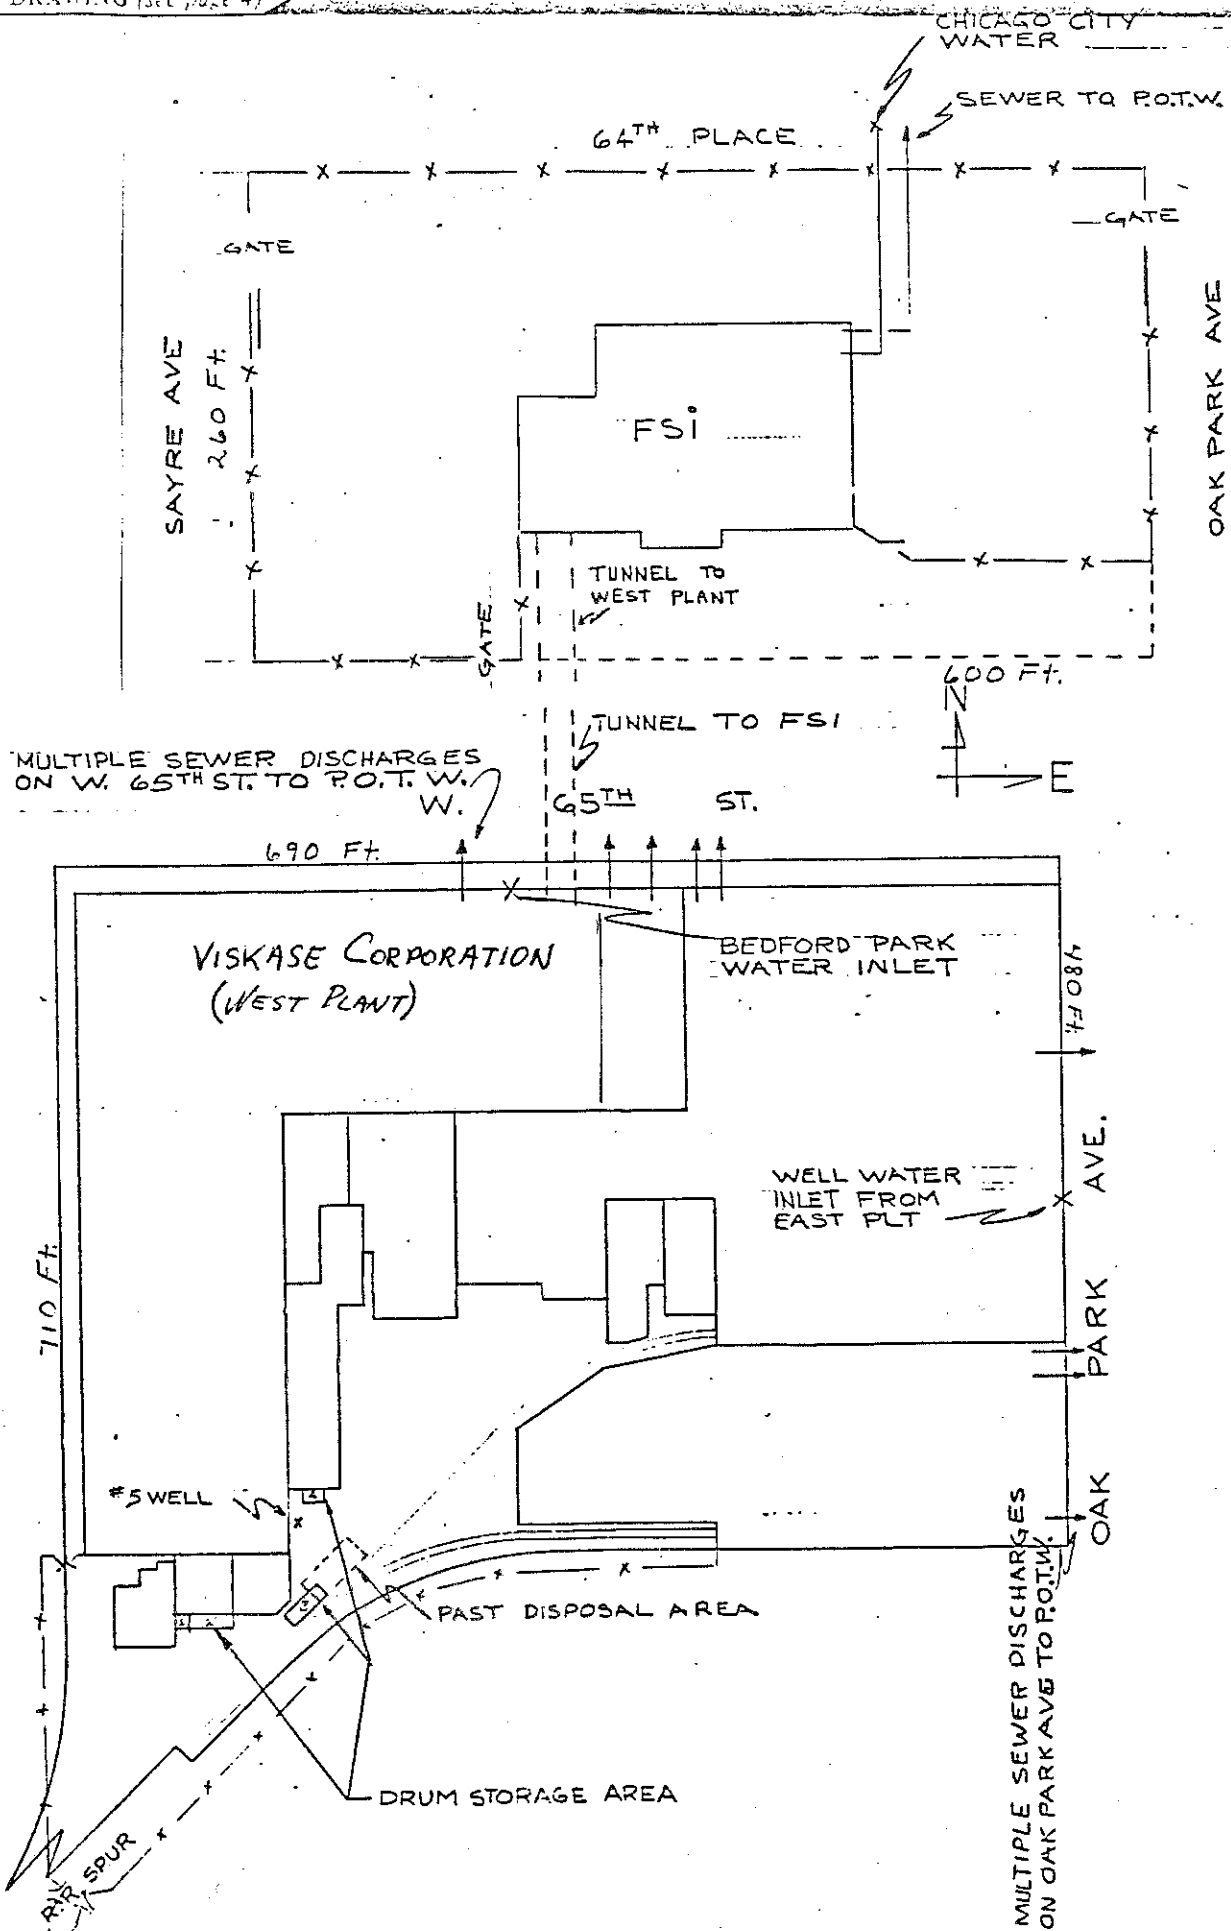 DRAWING (see page 4)
CHICAGO CITY
WATER
SEWER TO P.O.T.W.
64TH PLACE
GATE
GATE
SAYRE AVE
260 Ft.
OAK PARK AVE
FSi
TUNNEL TO
WEST PLANT
GATE
600 Ft.
N
E
TUNNEL TO FSI
MULTIPLE SEWER DISCHARGES
ON W. 65TH ST. TO P.O.T.W.
W. 65TH ST.
690 Ft.
VISKASE CORPORATION
(WEST PLANT)
BEDFORD PARK
WATER INLET
480 Ft.
WELL WATER
INLET FROM
EAST PLT
710 Ft.
OAK PARK AVE.
#5 WELL
PAST DISPOSAL AREA
DRUM STORAGE AREA
R.R. SPUR
MULTIPLE SEWER DISCHARGES
ON OAK PARK AVE TO P.O.T.W.